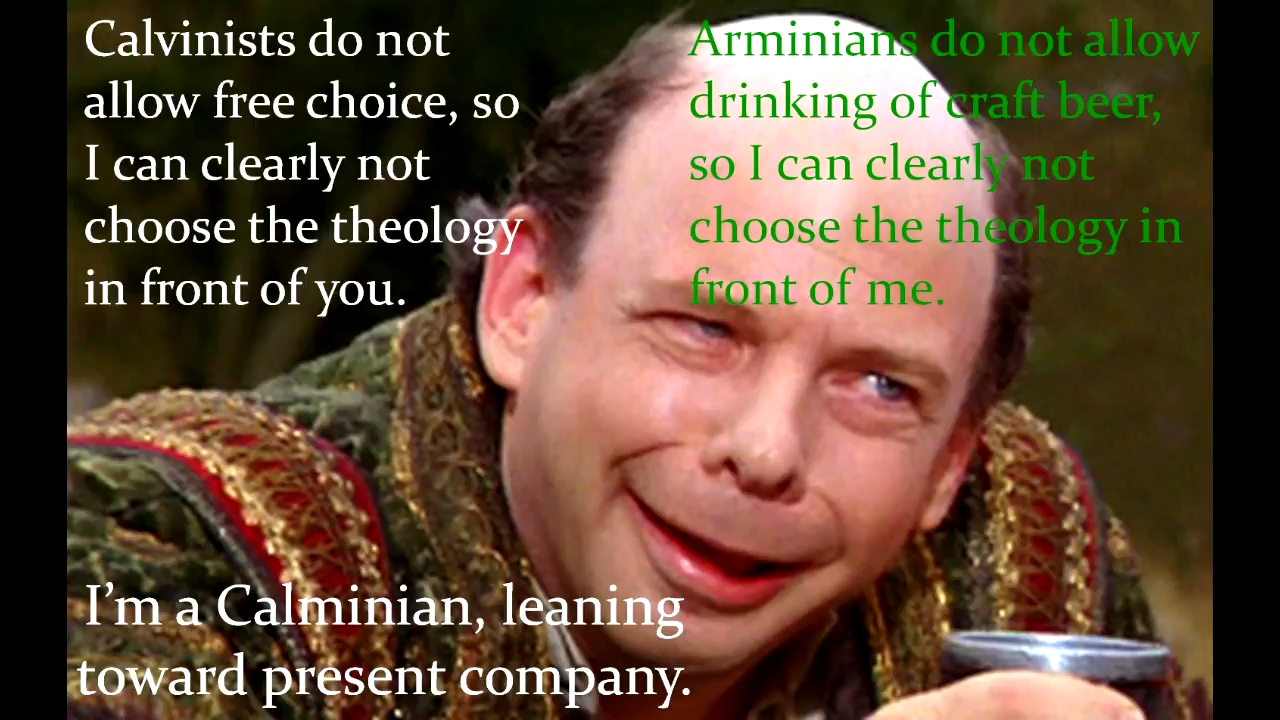 Calvinists do not
allow free choice, so
I can clearly not
choose the theology
in front of you.
Arminians do not allow
drinking of craft beer,
so I can clearly not
choose the theology in
front of me.
I’m a Calminian, leaning
toward present company.